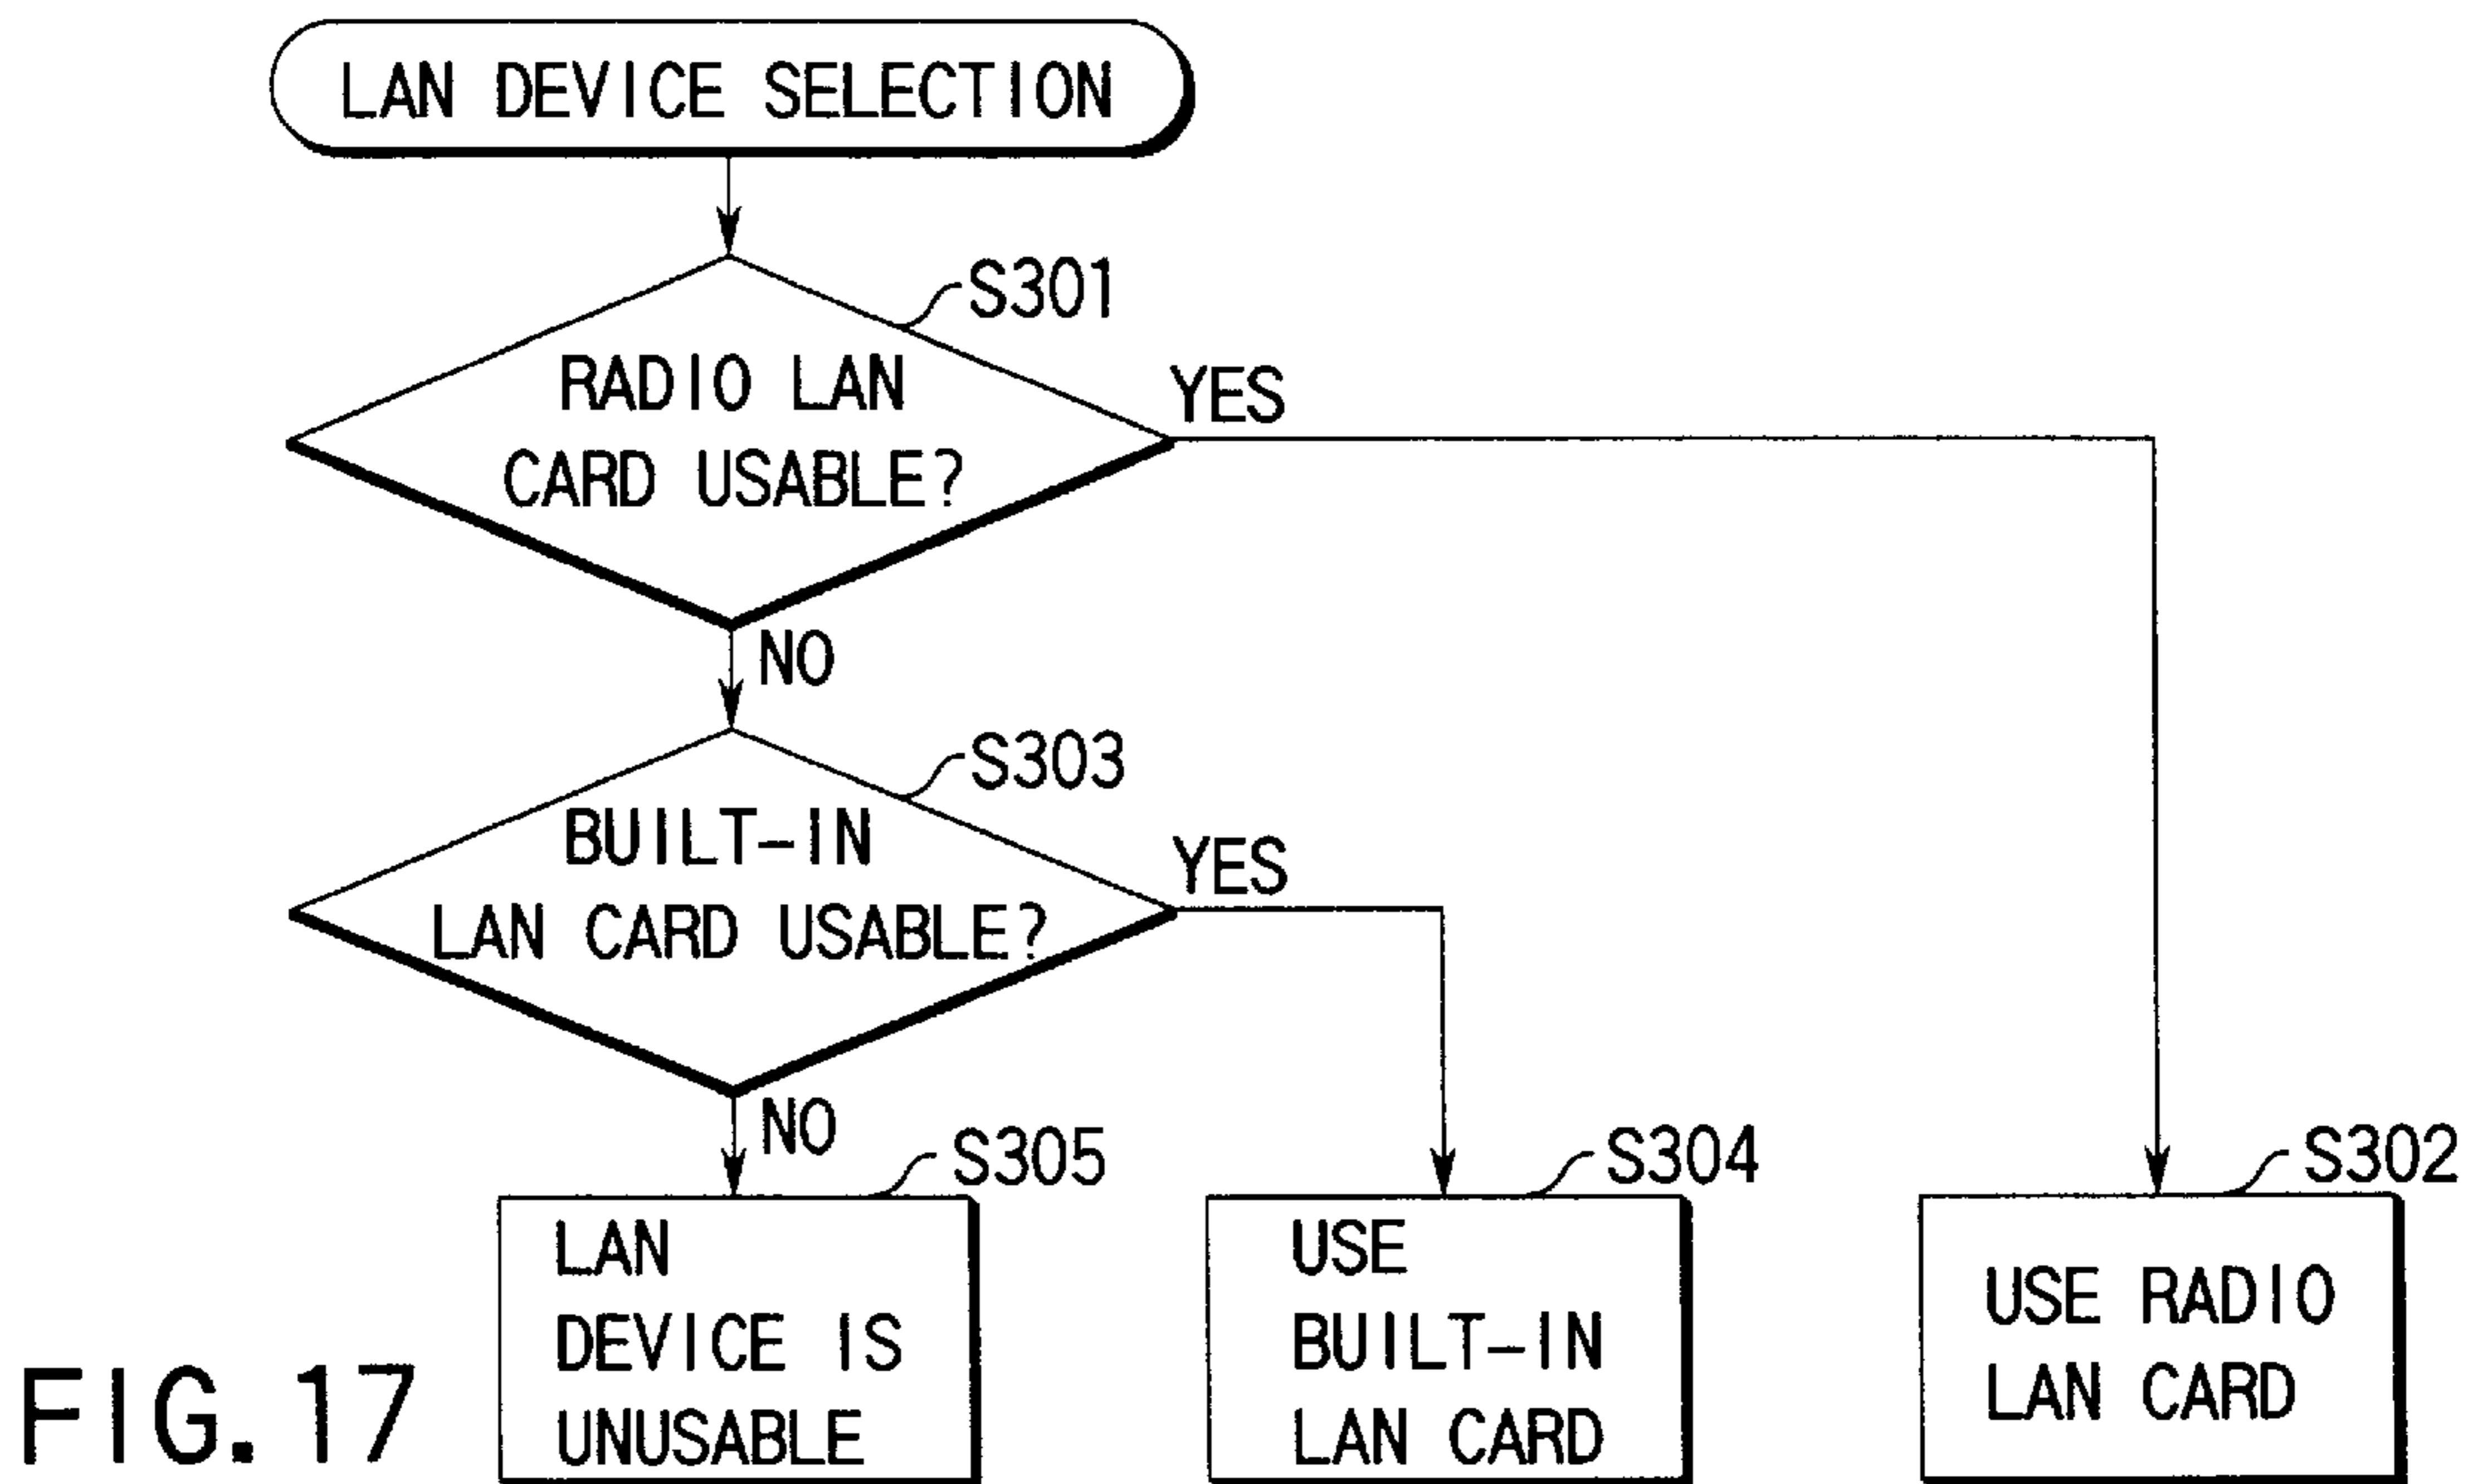 LAN DEVICE SELECTION
S301
RADIO LAN
CARD USABLE?
YES
NO
S303
BUILT-IN
LAN CARD USABLE?
YES
NO
S305
LAN
DEVICE IS
UNUSABLE
S304
USE
BUILT-IN
LAN CARD
S302
USE RADIO
LAN CARD
FIG. 17